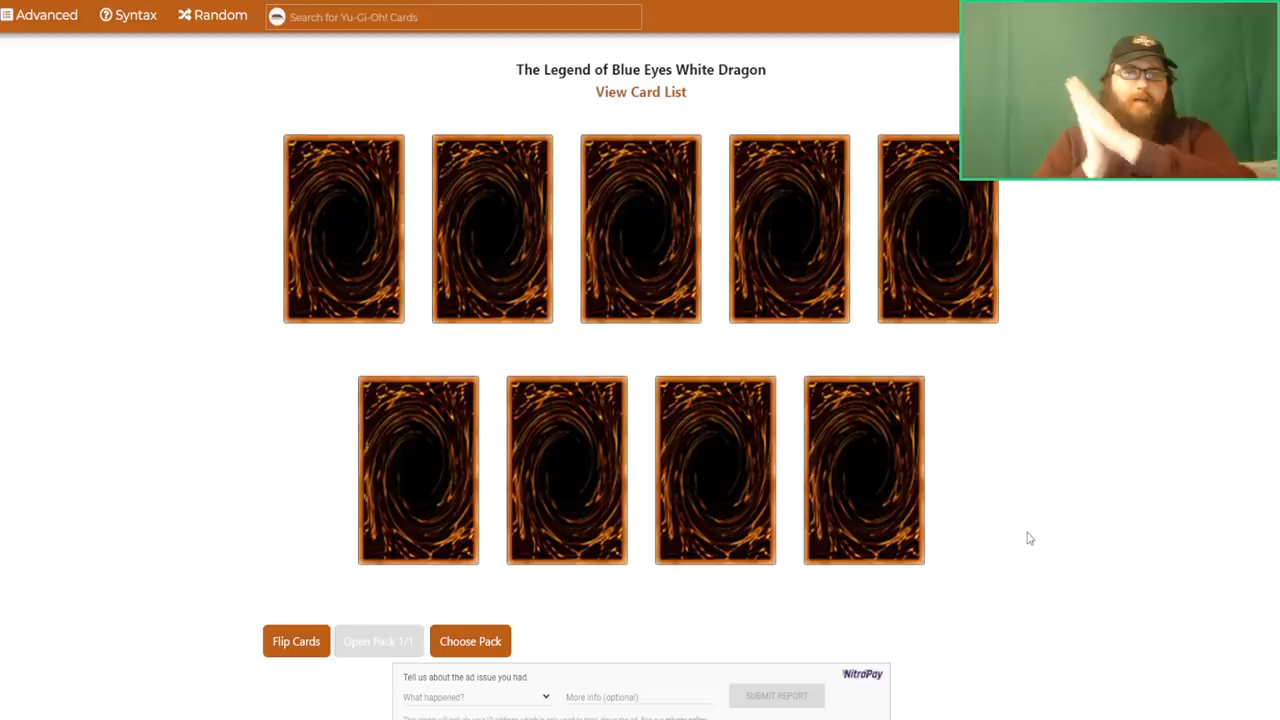 Advanced
Syntax
Random
Search for Yu-Gi-Oh! Cards
The Legend of Blue Eyes White Dragon
View Card List
Flip Cards
Open Pack 1/1
Choose Pack
Tell us about the ad issue you had
NitroPay
What happened?
More info (optional)
SUBMIT REPORT